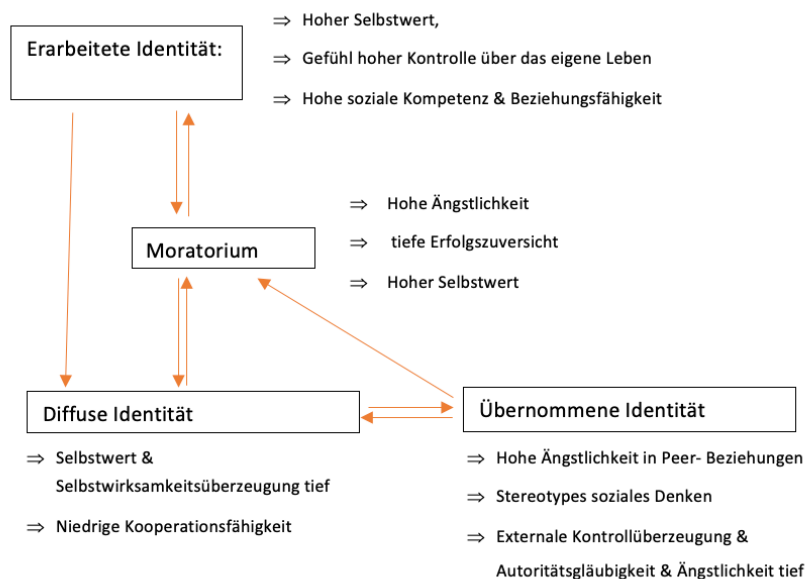 Erarbeitete Identität:
⇒ Hoher Selbstwert,
⇒ Gefühl hoher Kontrolle über das eigene Leben
⇒ Hohe soziale Kompetenz & Beziehungsfähigkeit
Moratorium
⇒ Hohe Ängstlichkeit
⇒ tiefe Erfolgszuversicht
⇒ Hoher Selbstwert
Diffuse Identität
⇒ Selbstwert &
Selbstwirksamkeitsüberzeugung tief
⇒ Niedrige Kooperationsfähigkeit
Übernommene Identität
⇒ Hohe Ängstlichkeit in Peer- Beziehungen
⇒ Stereotypes soziales Denken
⇒ Externale Kontrollüberzeugung &
Autoritätsgläubigkeit & Ängstlichkeit tief